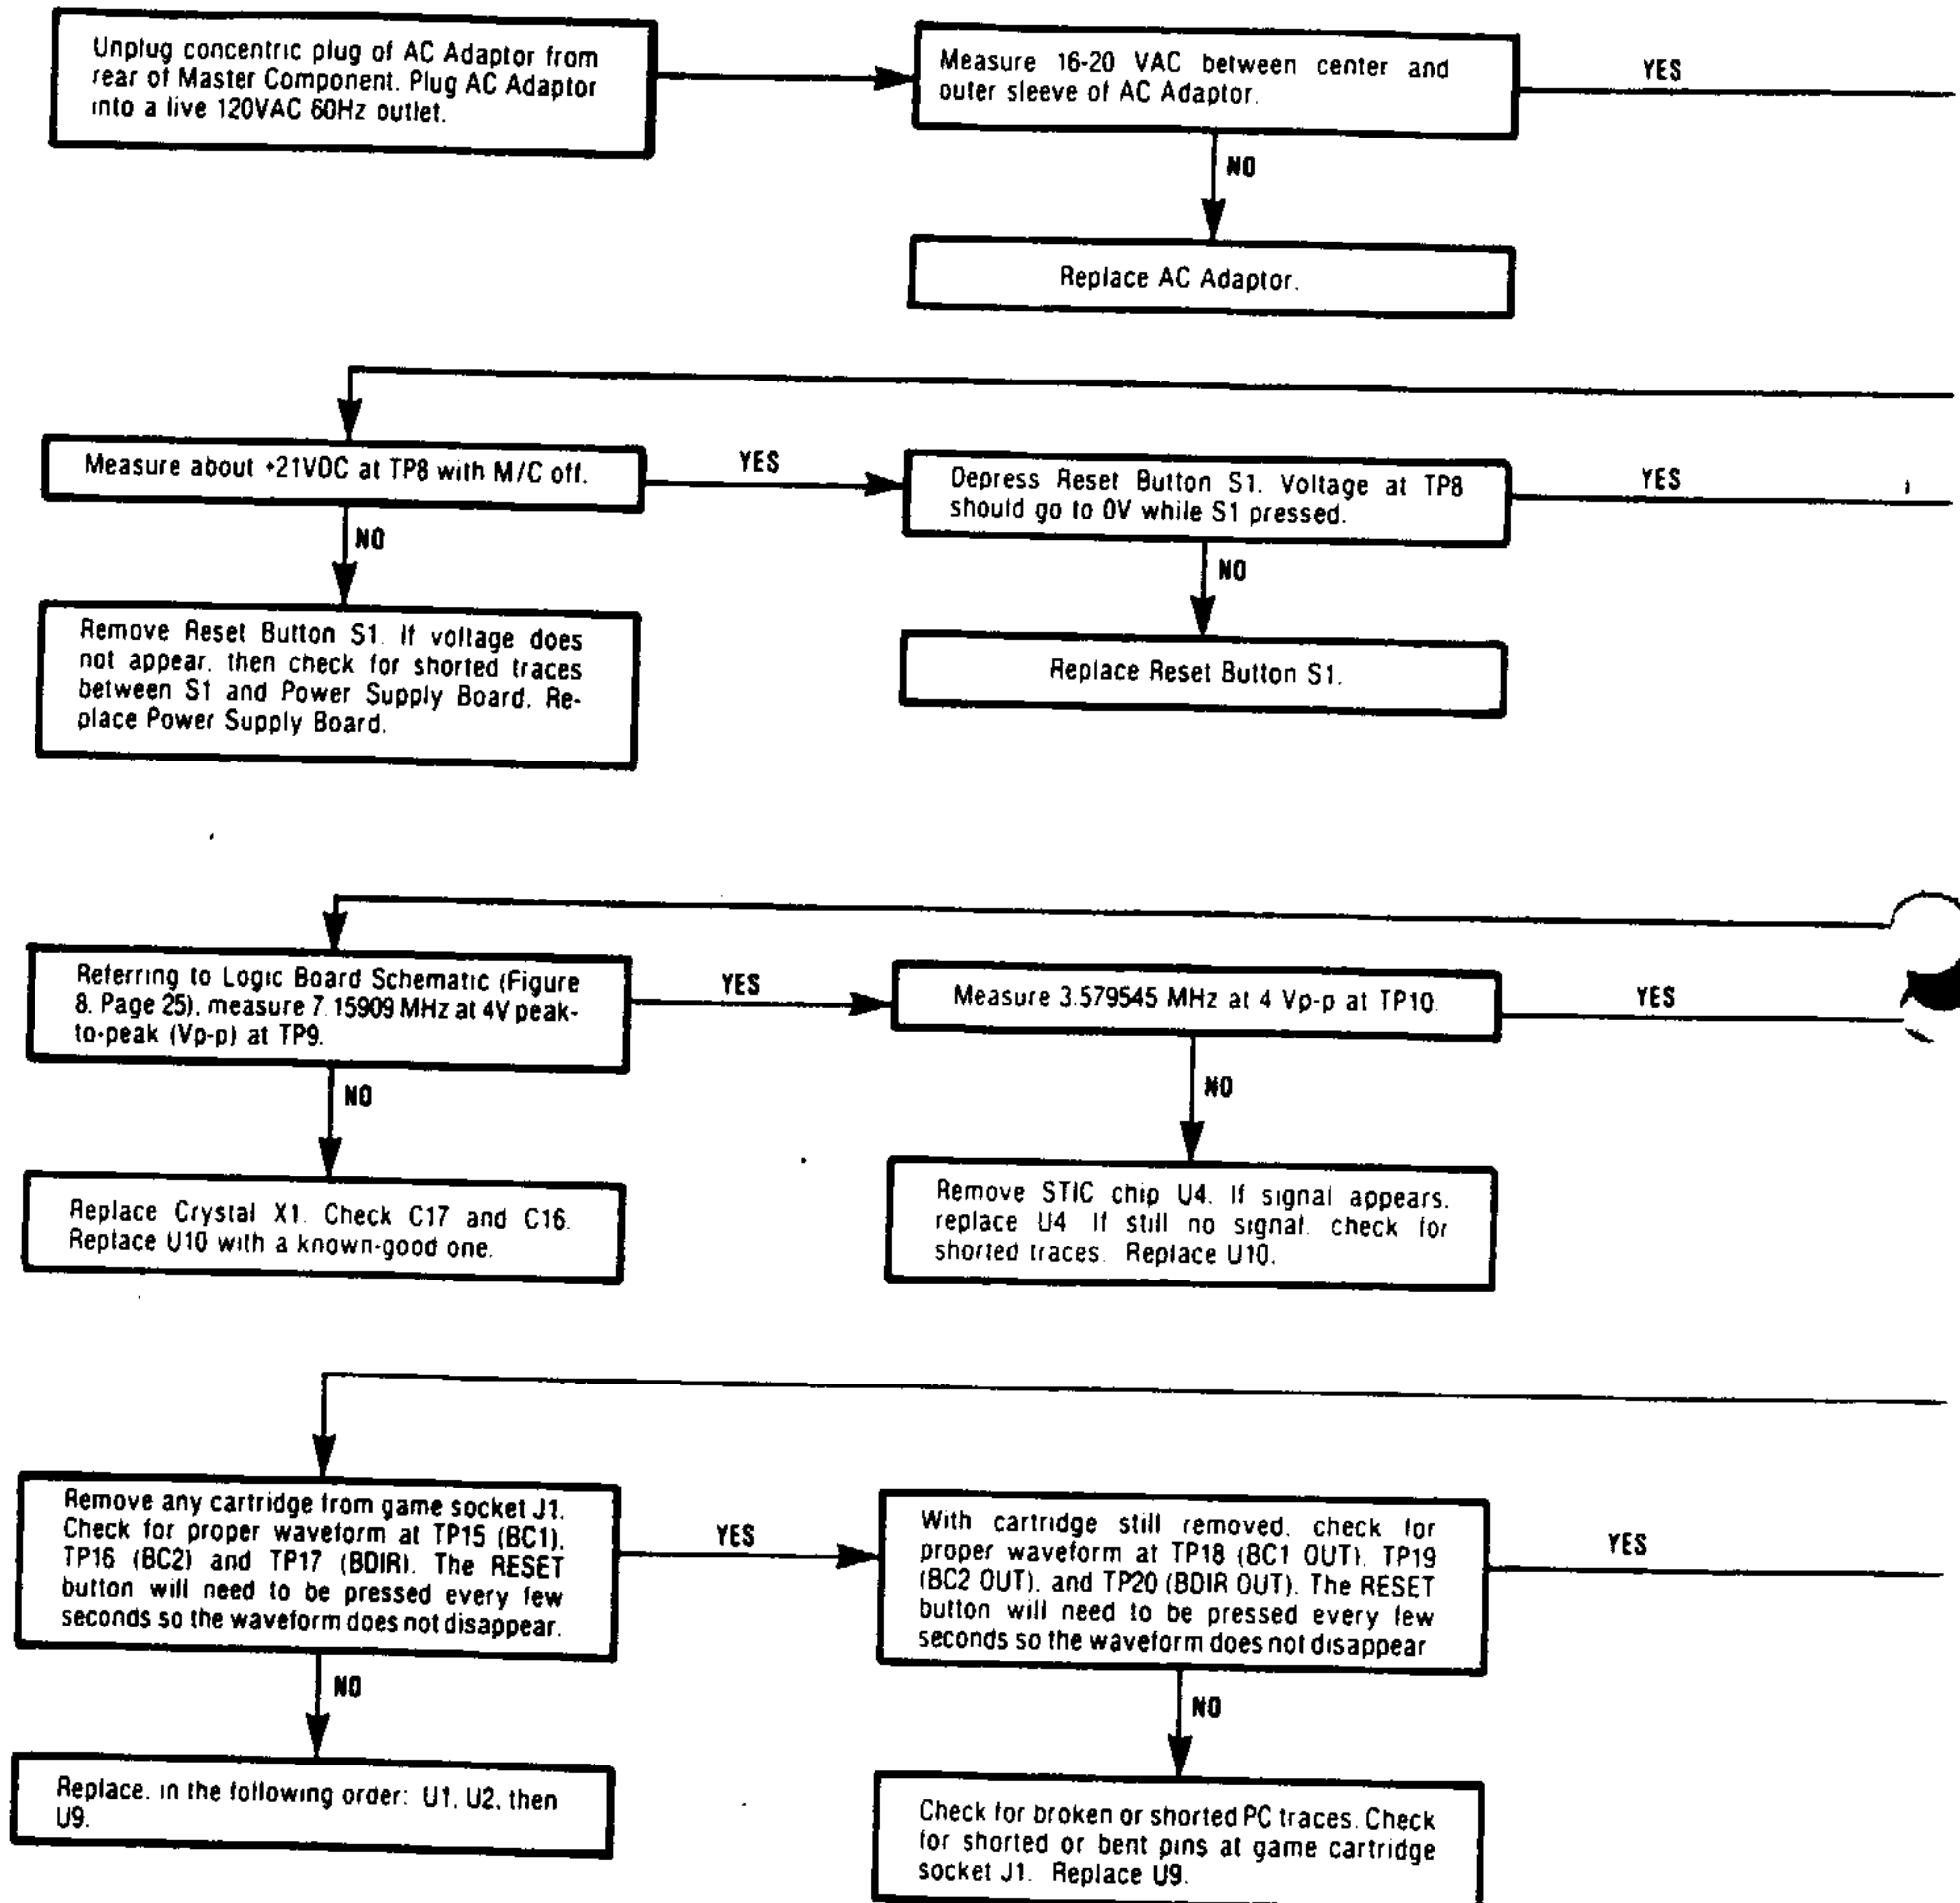 Unplug concentric plug of AC Adaptor from
rear of Master Component. Plug AC Adaptor
into a live 120VAC 60Hz outlet.
Measure 16-20 VAC between center and
outer sleeve of AC Adaptor.
YES
NO
Replace AC Adaptor.
Measure about +21VDC at TP8 with M/C off.
YES
Depress Reset Button S1. Voltage at TP8
should go to 0V while S1 pressed.
YES
NO
NO
Remove Reset Button S1. If voltage does
not appear, then check for shorted traces
between S1 and Power Supply Board. Re-
place Power Supply Board.
Replace Reset Button S1.
Referring to Logic Board Schematic (Figure
8, Page 25), measure 7.15909 MHz at 4V peak-
to-peak (Vp-p) at TP9.
YES
Measure 3.579545 MHz at 4 Vp-p at TP10.
YES
NO
NO
Replace Crystal X1. Check C17 and C16.
Replace U10 with a known-good one.
Remove STIC chip U4. If signal appears,
replace U4 If still no signal, check for
shorted traces. Replace U10.
Remove any cartridge from game socket J1.
Check for proper waveform at TP15 (BC1),
TP16 (BC2) and TP17 (BDIR). The RESET
button will need to be pressed every few
seconds so the waveform does not disappear.
YES
With cartridge still removed, check for
proper waveform at TP18 (BC1 OUT), TP19
(BC2 OUT), and TP20 (BDIR OUT). The RESET
button will need to be pressed every few
seconds so the waveform does not disappear
YES
NO
NO
Replace, in the following order: U1, U2, then
U9.
Check for broken or shorted PC traces. Check
for shorted or bent pins at game cartridge
socket J1. Replace U9.